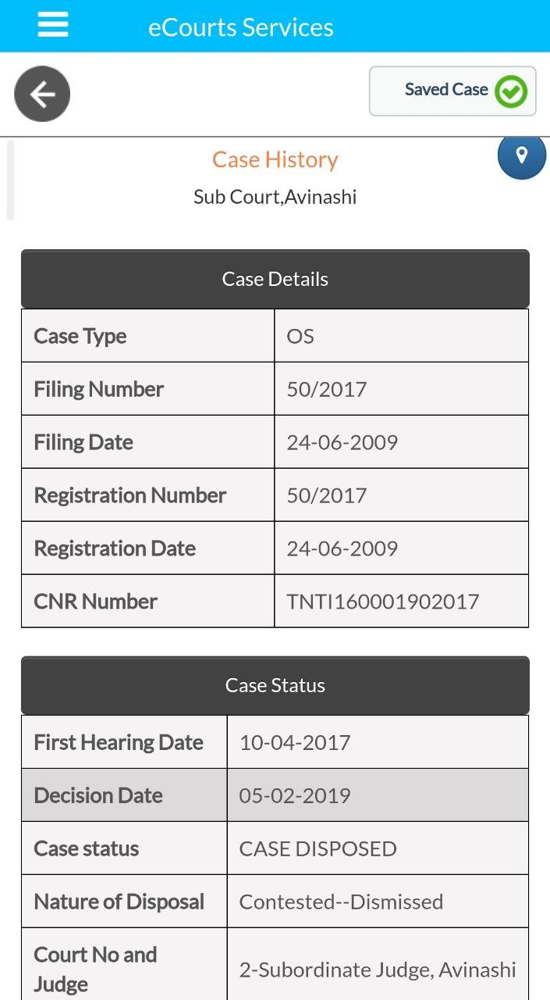 eCourts Services
Saved Case
Case History
Sub Court,Avinashi
Case Details
Case Type OS
Filing Number 50/2017
Filing Date 24-06-2009
Registration Number 50/2017
Registration Date 24-06-2009
CNR Number TNTI160001902017
Case Status
First Hearing Date 10-04-2017
Decision Date 05-02-2019
Case status CASE DISPOSED
Nature of Disposal Contested--Dismissed
Court No and
Judge 2-Subordinate Judge, Avinashi